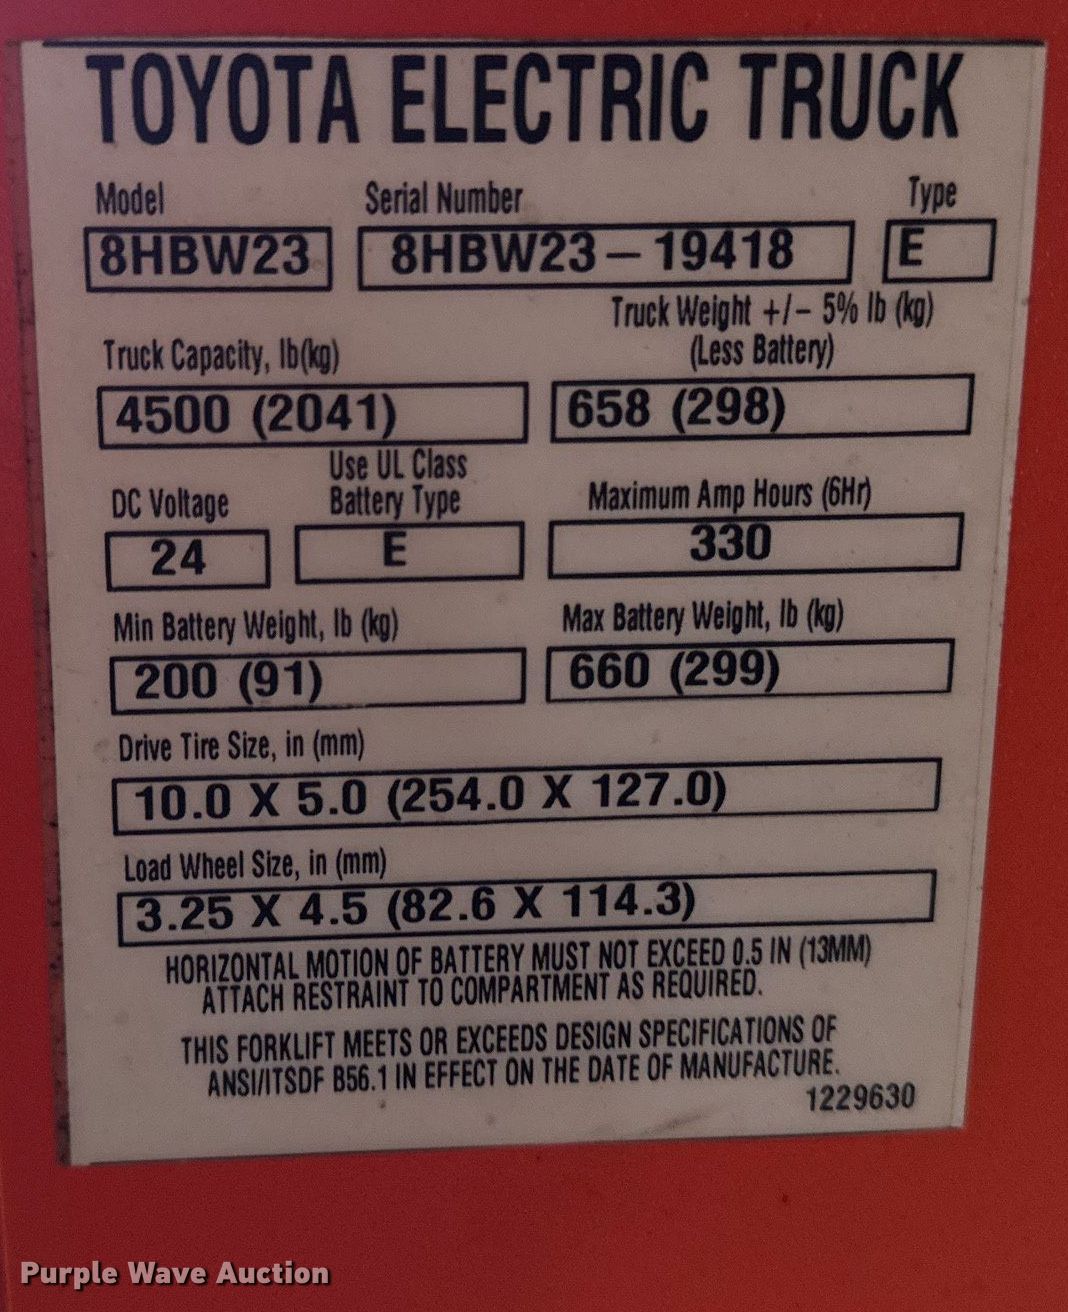 TOYOTA ELECTRIC TRUCK
Model Serial Number Type
8HBW23 8HBW23–19418 E
Truck Weight +/– 5% lb (kg)
Truck Capacity, lb(kg) (Less Battery)
4500 (2041) 658 (298)
Use UL Class
DC Voltage Battery Type Maximum Amp Hours (6Hr)
24 E 330
Min Battery Weight, lb (kg) Max Battery Weight, lb (kg)
200 (91) 660 (299)
Drive Tire Size, in (mm)
10.0 X 5.0 (254.0 X 127.0)
Load Wheel Size, in (mm)
3.25 X 4.5 (82.6 X 114.3)
HORIZONTAL MOTION OF BATTERY MUST NOT EXCEED 0.5 IN (13MM)
ATTACH RESTRAINT TO COMPARTMENT AS REQUIRED.
THIS FORKLIFT MEETS OR EXCEEDS DESIGN SPECIFICATIONS OF
ANSI/ITSDF B56.1 IN EFFECT ON THE DATE OF MANUFACTURE.
1229630
Purple Wave Auction